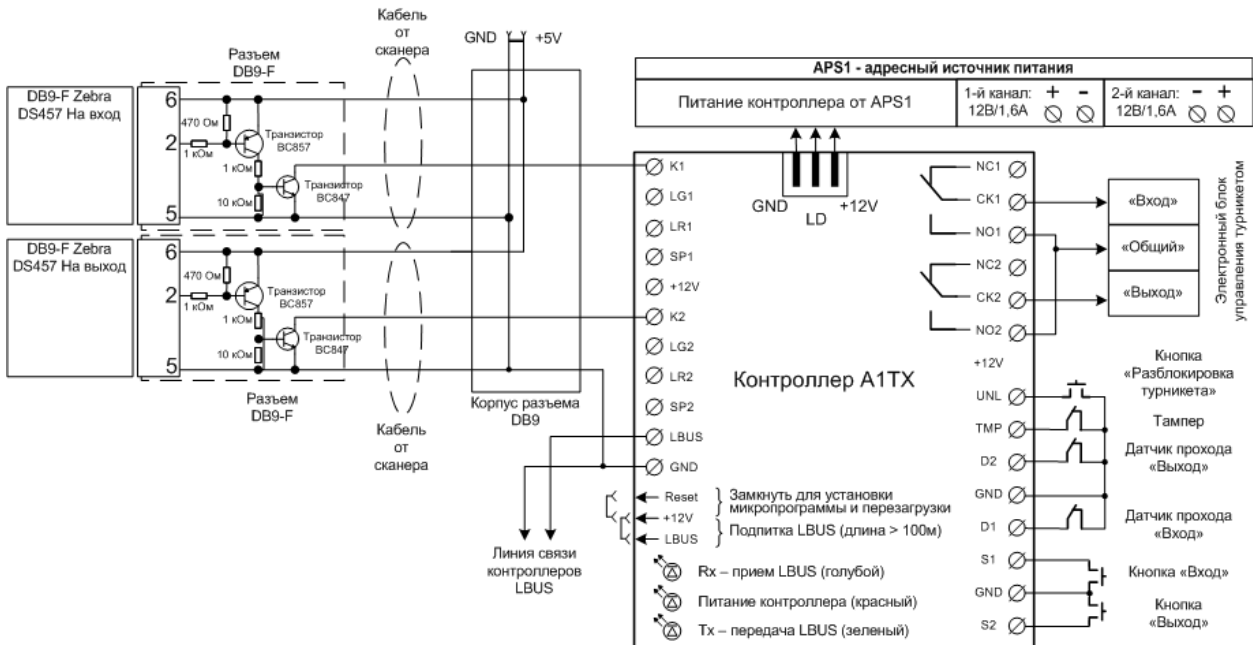 Кабель
от
сканера
GND
+5V
Разъем
DB9-F
DB9-F Zebra
DS457 На вход
6
2
5
470 Ом
1 кОм
Транзистор
BC857
1 кОм
10 кОм
Транзистор
BC847
DB9-F Zebra
DS457 На выход
6
2
5
470 Ом
1 кОм
Транзистор
BC857
1 кОм
10 кОм
Транзистор
BC847
Разъем
DB9-F
Кабель
от
сканера
Корпус разъема
DB9
APS1 - адресный источник питания
Питание контроллера от APS1
1-й канал: + -
12В/1,6А
2-й канал: - +
12В/1,6А
GND
LD
+12V
K1
LG1
LR1
SP1
+12V
K2
LG2
LR2
SP2
LBUS
GND
Контроллер A1TX
Reset
+12V
LBUS
Замкнуть для установки
микропрограммы и перезагрузки
Подпитка LBUS (длина > 100м)
Rx – прием LBUS (голубой)
Питание контроллера (красный)
Tx – передача LBUS (зеленый)
Линия связи
контроллеров
LBUS
NC1
CK1
NO1
NC2
CK2
NO2
+12V
UNL
TMP
D2
GND
D1
S1
GND
S2
«Вход»
«Общий»
«Выход»
Электронный блок
управления турникетом
Кнопка
«Разблокировка
турникета»
Тампер
Датчик прохода
«Выход»
Датчик прохода
«Вход»
Кнопка «Вход»
Кнопка
«Выход»